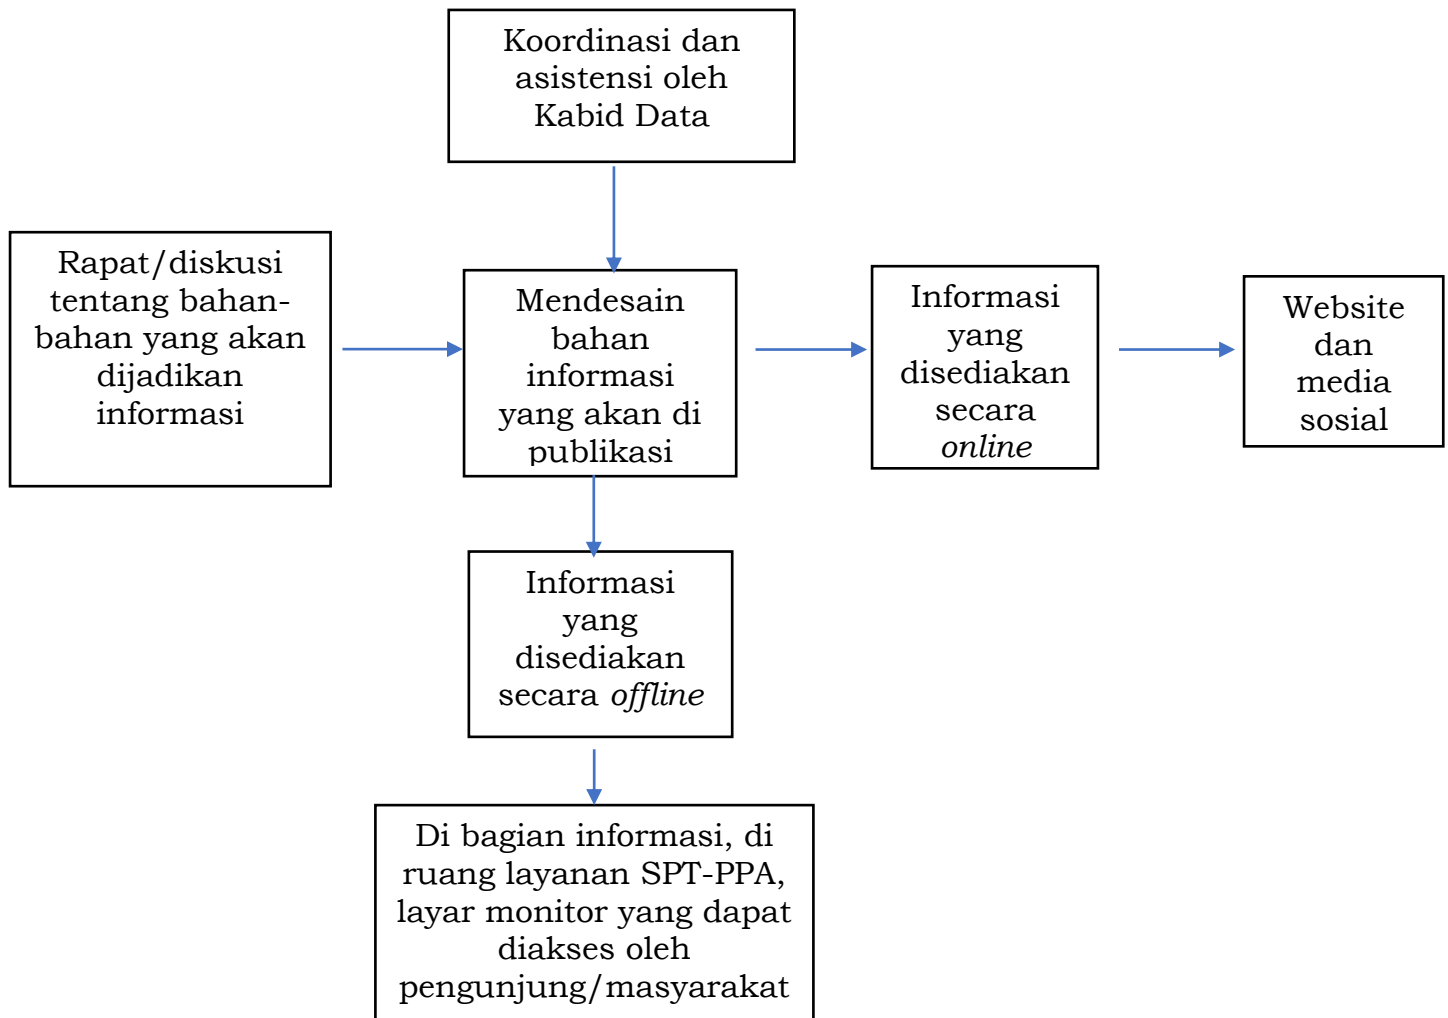 Koordinasi dan
asistensi oleh
Kabid Data
Rapat/diskusi
tentang bahan-
bahan yang akan
dijadikan
informasi
Mendesain
bahan
informasi
yang akan di
publikasi
Informasi
yang
disediakan
secara
online
Website
dan
media
sosial
Informasi
yang
disediakan
secara offline
Di bagian informasi, di
ruang layanan SPT-PPA,
layar monitor yang dapat
diakses oleh
pengunjung/masyarakat